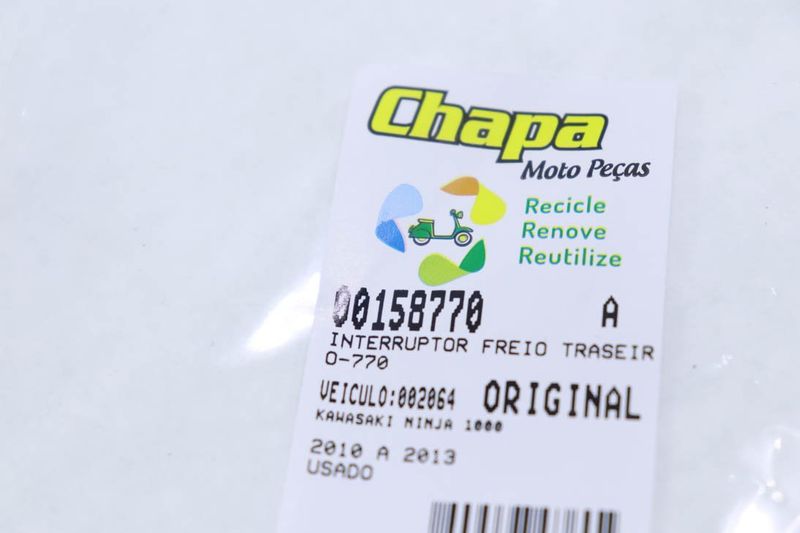 Chapa
Moto Peças
Recicle
Renove
Reutilize
00158770 A
INTERRUPTOR FREIO TRASEIR
O-770
VEICULO:002064 ORIGINAL
KAWASAKI NINJA 1000
2010 A 2013
USADO